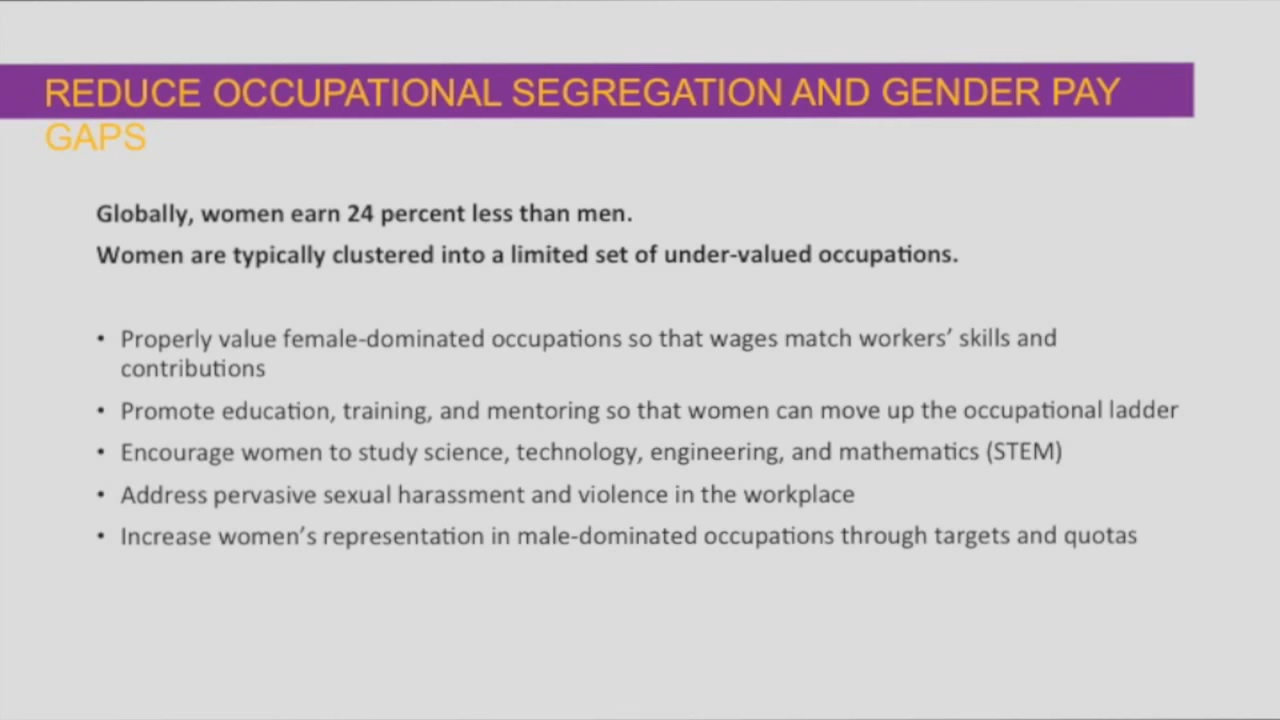 REDUCE OCCUPATIONAL SEGREGATION AND GENDER PAY
GAPS
Globally, women earn 24 percent less than men.
Women are typically clustered into a limited set of under-valued occupations.
• Properly value female-dominated occupations so that wages match workers’ skills and
contributions
• Promote education, training, and mentoring so that women can move up the occupational ladder
• Encourage women to study science, technology, engineering, and mathematics (STEM)
• Address pervasive sexual harassment and violence in the workplace
• Increase women’s representation in male-dominated occupations through targets and quotas